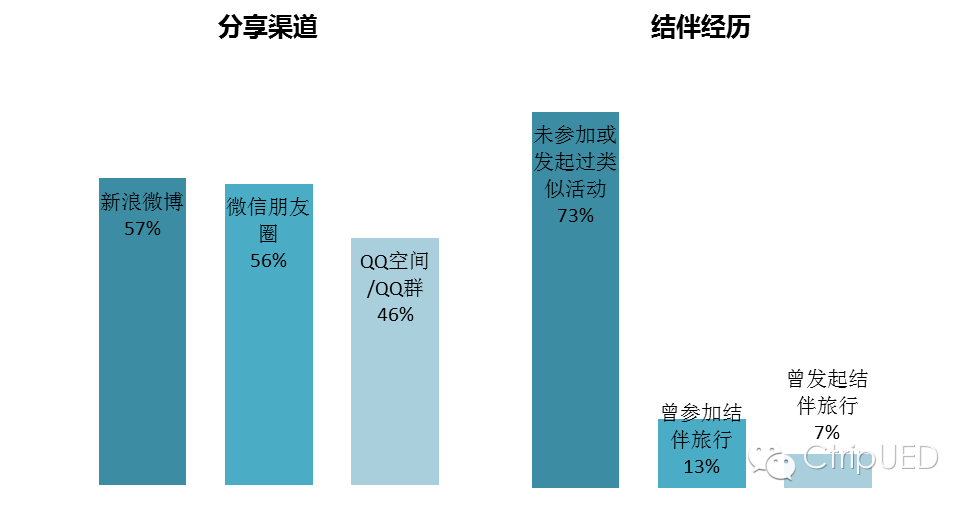 分享渠道
新浪微博
57%
微信朋友
圈
56%
QQ空间
/QQ群
46%
结伴经历
未参加或
发起过类
似活动
73%
曾参加结
伴旅行
13%
曾发起结
伴旅行
7%
CtripUED